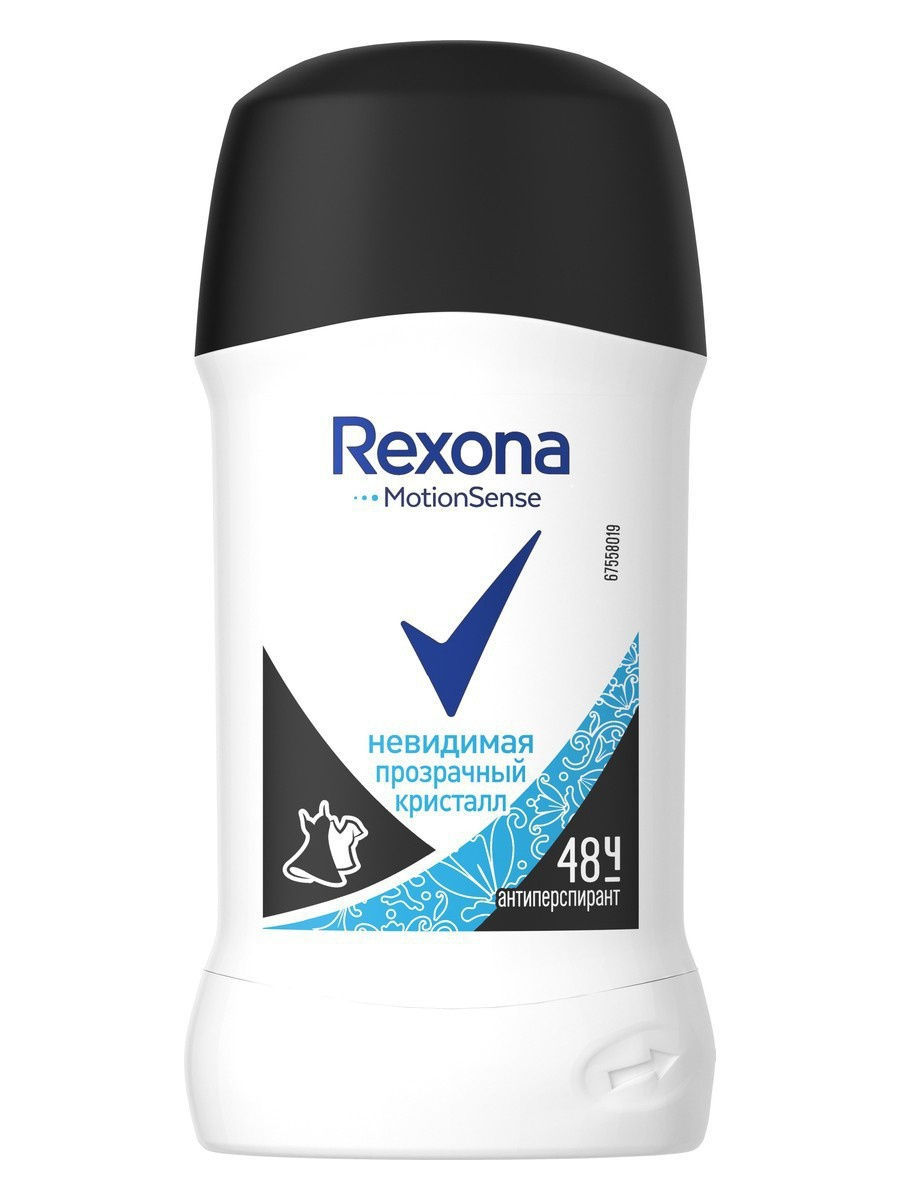 Rexona
MotionSense
67558019
невидимая
прозрачный
кристалл
48ч
антиперспирант